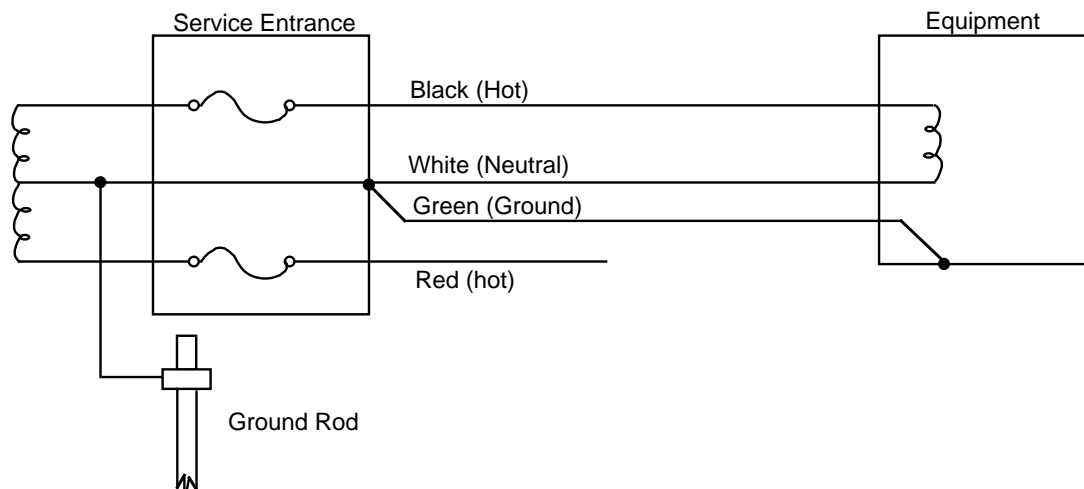 Service Entrance
Equipment
Black (Hot)
White (Neutral)
Green (Ground)
Red (hot)
Ground Rod